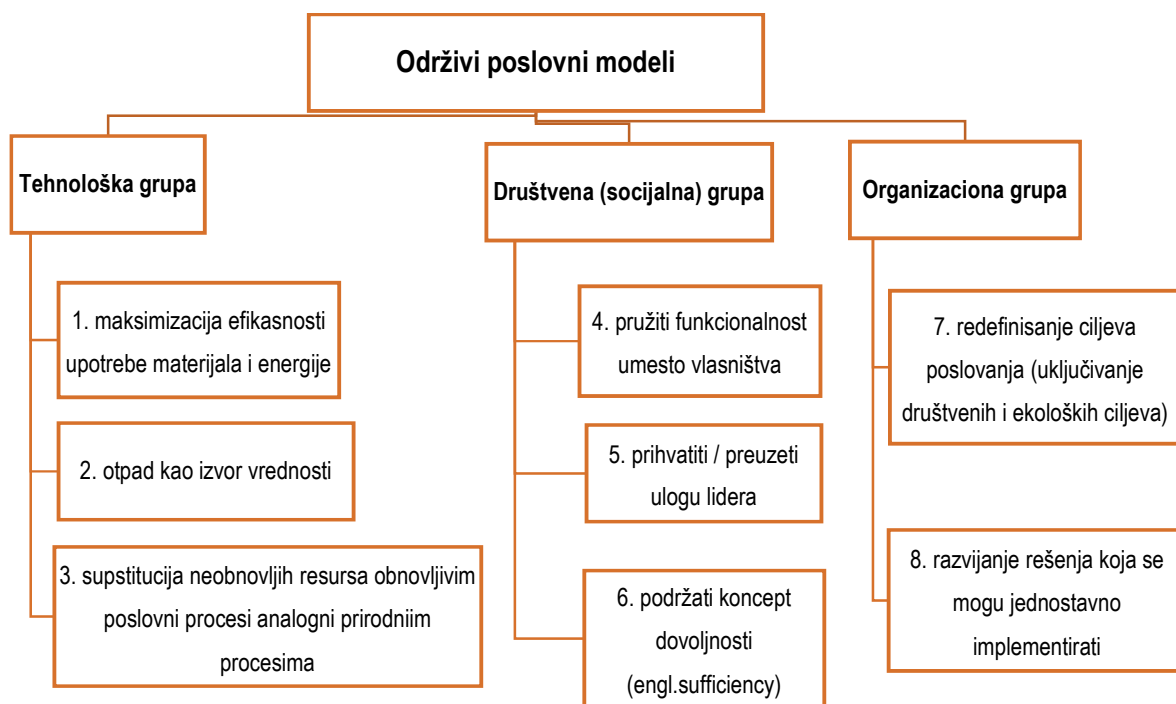 Održivi poslovni modeli
Tehnološka grupa
1. maksimizacija efikasnosti
upotrebe materijala i energije
2. otpad kao izvor vrednosti
3. supstitucija neobnovljih resursa obnovljivim
poslovni procesi analogni prirodniim
procesima
Društvena (socijalna) grupa
4. pružiti funkcionalnost
umesto vlasništva
5. prihvatiti / preuzeti
ulogu lidera
6. podržati koncept
dovoljnosti
(engl.sufficiency)
Organizaciona grupa
7. redefinisanje ciljeva
poslovanja (uključivanje
društvenih i ekoloških ciljeva)
8. razvijanje rešenja koja se
mogu jednostavno
implementirati